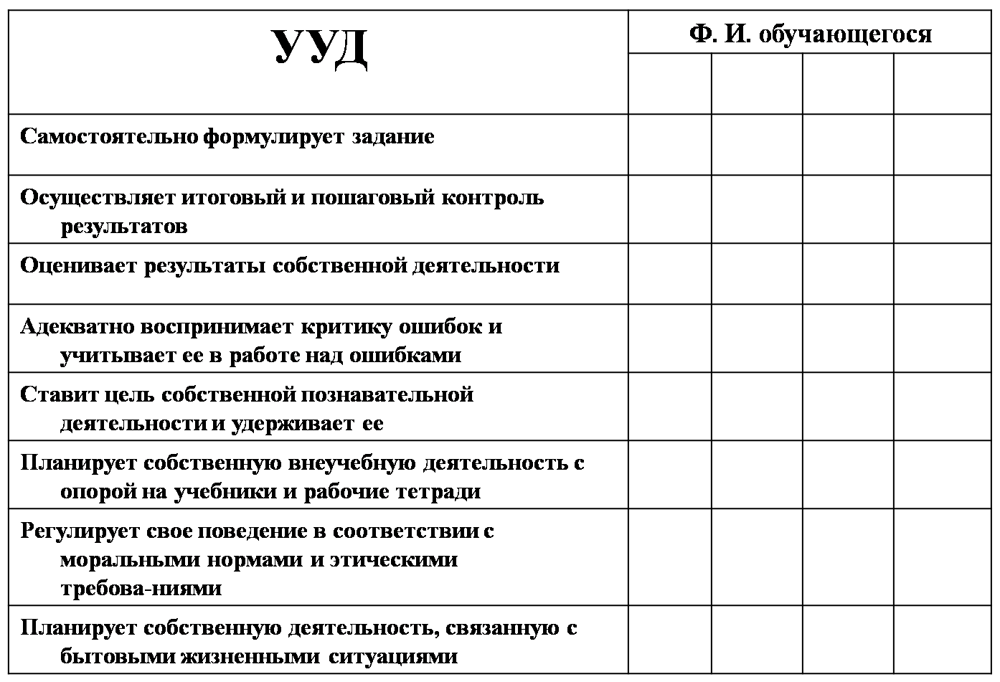 УУД
Ф. И. обучающегося
Самостоятельно формулирует задание
Осуществляет итоговый и пошаговый контроль
результатов
Оценивает результаты собственной деятельности
Адекватно воспринимает критику ошибок и
учитывает ее в работе над ошибками
Ставит цель собственной познавательной
деятельности и удерживает ее
Планирует собственную внеучебную деятельность с
опорой на учебники и рабочие тетради
Регулирует свое поведение в соответствии с
моральными нормами и этическими
требова-ниями
Планирует собственную деятельность, связанную с
бытовыми жизненными ситуациями